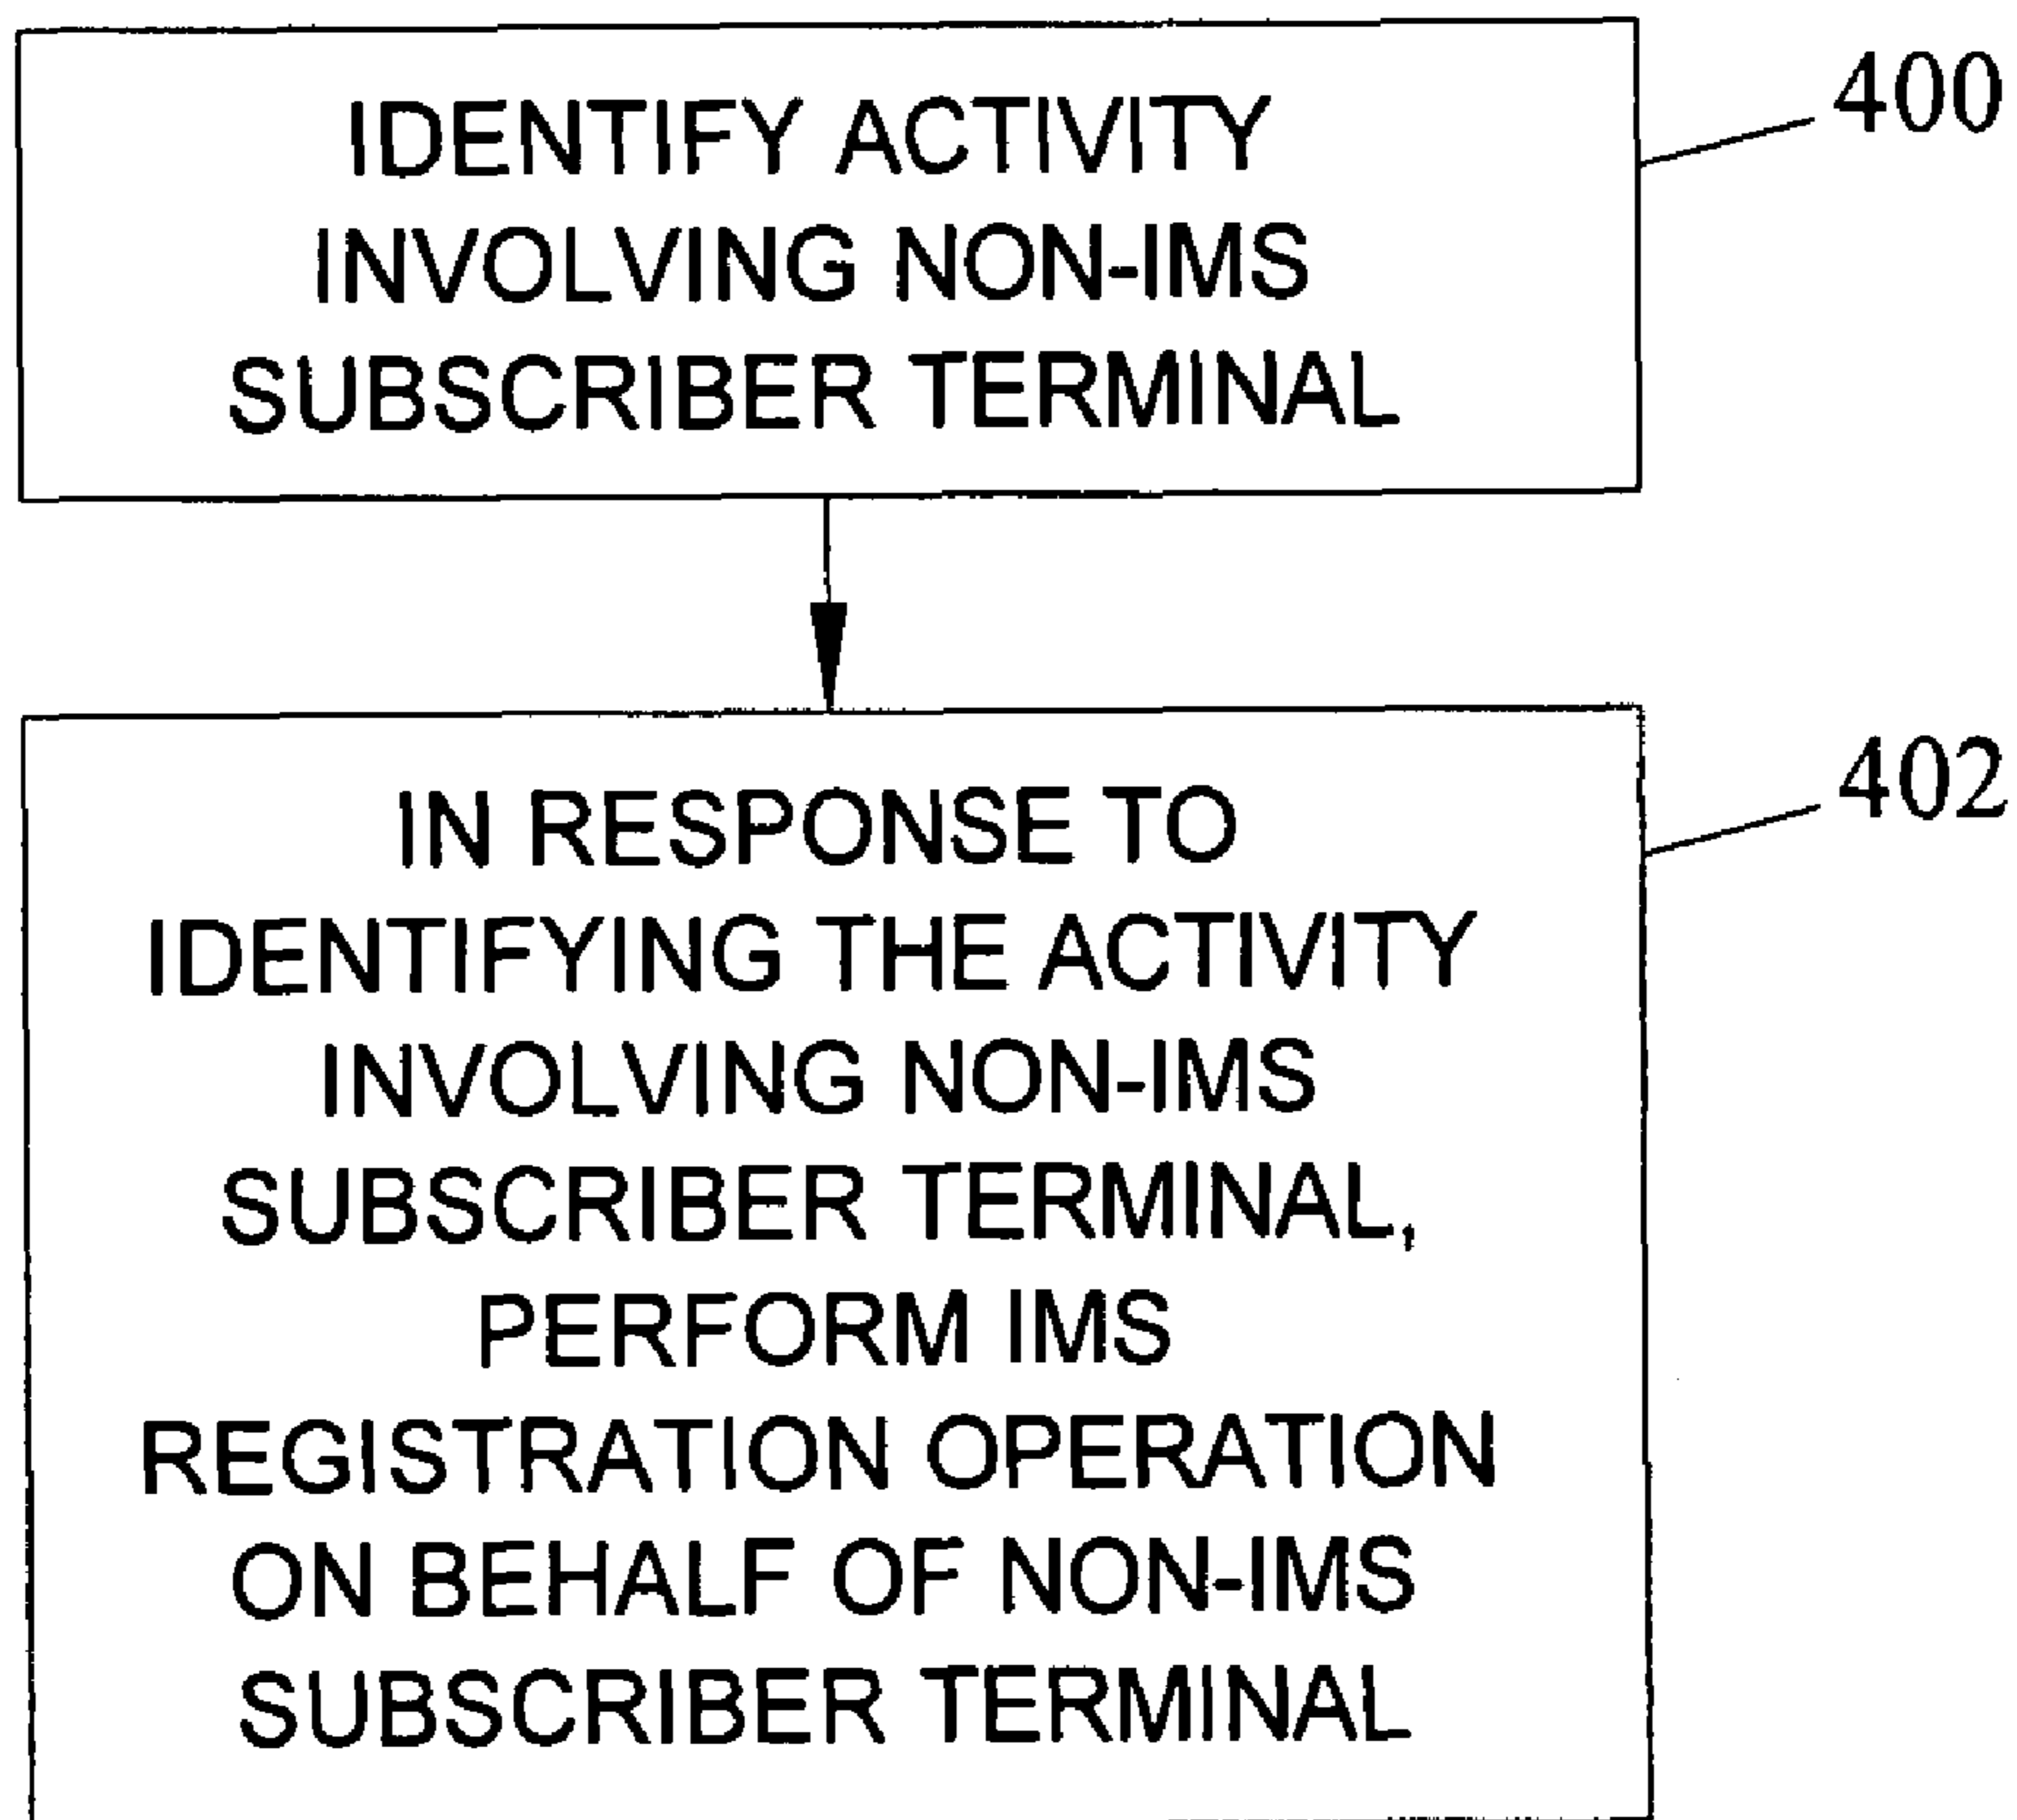 IDENTIFY ACTIVITY
INVOLVING NON-IMS
SUBSCRIBER TERMINAL
400
IN RESPONSE TO
IDENTIFYING THE ACTIVITY
INVOLVING NON-IMS
SUBSCRIBER TERMINAL,
PERFORM IMS
REGISTRATION OPERATION
ON BEHALF OF NON-IMS
SUBSCRIBER TERMINAL
402